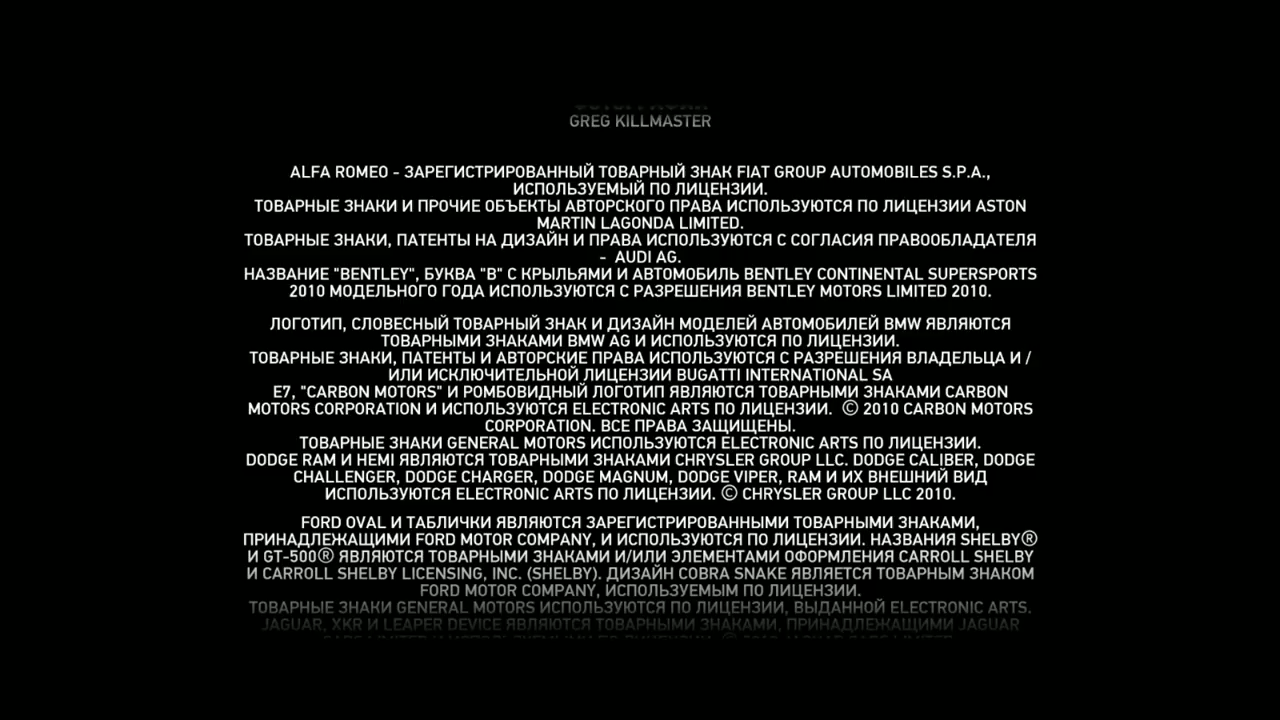 GREG KILLMASTER
ALFA ROMEO - ЗАРЕГИСТРИРОВАННЫЙ ТОВАРНЫЙ ЗНАК FIAT GROUP AUTOMOBILES S.P.A.,
ИСПОЛЬЗУЕМЫЙ ПО ЛИЦЕНЗИИ.
ТОВАРНЫЕ ЗНАКИ И ПРОЧИЕ ОБЪЕКТЫ АВТОРСКОГО ПРАВА ИСПОЛЬЗУЮТСЯ ПО ЛИЦЕНЗИИ ASTON
MARTIN LAGONDA LIMITED.
ТОВАРНЫЕ ЗНАКИ, ПАТЕНТЫ НА ДИЗАЙН И ПРАВА ИСПОЛЬЗУЮТСЯ С СОГЛАСИЯ ПРАВООБЛАДАТЕЛЯ
- AUDI AG.
НАЗВАНИЕ "BENTLEY", БУКВА "B" С КРЫЛЬЯМИ И АВТОМОБИЛЬ BENTLEY CONTINENTAL SUPERSPORTS
2010 МОДЕЛЬНОГО ГОДА ИСПОЛЬЗУЮТСЯ С РАЗРЕШЕНИЯ BENTLEY MOTORS LIMITED 2010.
ЛОГОТИП, СЛОВЕСНЫЙ ТОВАРНЫЙ ЗНАК И ДИЗАЙН МОДЕЛЕЙ АВТОМОБИЛЕЙ BMW ЯВЛЯЮТСЯ
ТОВАРНЫМИ ЗНАКАМИ BMW AG И ИСПОЛЬЗУЮТСЯ ПО ЛИЦЕНЗИИ.
ТОВАРНЫЕ ЗНАКИ, ПАТЕНТЫ И АВТОРСКИЕ ПРАВА ИСПОЛЬЗУЮТСЯ С РАЗРЕШЕНИЯ ВЛАДЕЛЬЦА И /
ИЛИ ИСКЛЮЧИТЕЛЬНОЙ ЛИЦЕНЗИИ BUGATTI INTERNATIONAL SA
E7, "CARBON MOTORS" И РОМБОВИДНЫЙ ЛОГОТИП ЯВЛЯЮТСЯ ТОВАРНЫМИ ЗНАКАМИ CARBON
MOTORS CORPORATION И ИСПОЛЬЗУЮТСЯ ELECTRONIC ARTS ПО ЛИЦЕНЗИИ. © 2010 CARBON MOTORS
CORPORATION. ВСЕ ПРАВА ЗАЩИЩЕНЫ.
ТОВАРНЫЕ ЗНАКИ GENERAL MOTORS ИСПОЛЬЗУЮТСЯ ELECTRONIC ARTS ПО ЛИЦЕНЗИИ.
DODGE RAM И HEMI ЯВЛЯЮТСЯ ТОВАРНЫМИ ЗНАКАМИ CHRYSLER GROUP LLC. DODGE CALIBER, DODGE
CHALLENGER, DODGE CHARGER, DODGE MAGNUM, DODGE VIPER, RAM И ИХ ВНЕШНИЙ ВИД
ИСПОЛЬЗУЮТСЯ ELECTRONIC ARTS ПО ЛИЦЕНЗИИ. © CHRYSLER GROUP LLC 2010.
FORD OVAL И ТАБЛИЧКИ ЯВЛЯЮТСЯ ЗАРЕГИСТРИРОВАННЫМИ ТОВАРНЫМИ ЗНАКАМИ,
ПРИНАДЛЕЖАЩИМИ FORD MOTOR COMPANY, И ИСПОЛЬЗУЮТСЯ ПО ЛИЦЕНЗИИ. НАЗВАНИЯ SHELBY®
И GT-500® ЯВЛЯЮТСЯ ТОВАРНЫМИ ЗНАКАМИ И/ИЛИ ЭЛЕМЕНТАМИ ОФОРМЛЕНИЯ CARROLL SHELBY
И CARROLL SHELBY LICENSING, INC. (SHELBY). ДИЗАЙН COBRA SNAKE ЯВЛЯЕТСЯ ТОВАРНЫМ ЗНАКОМ
FORD MOTOR COMPANY, ИСПОЛЬЗУЕМЫМ ПО ЛИЦЕНЗИИ.
ТОВАРНЫЕ ЗНАКИ GENERAL MOTORS ИСПОЛЬЗУЮТСЯ ПО ЛИЦЕНЗИИ, ВЫДАННОЙ ELECTRONIC ARTS.
JAGUAR, XKR И LEAPER DEVICE ЯВЛЯЮТСЯ ТОВАРНЫМИ ЗНАКАМИ, ПРИНАДЛЕЖАЩИМИ JAGUAR